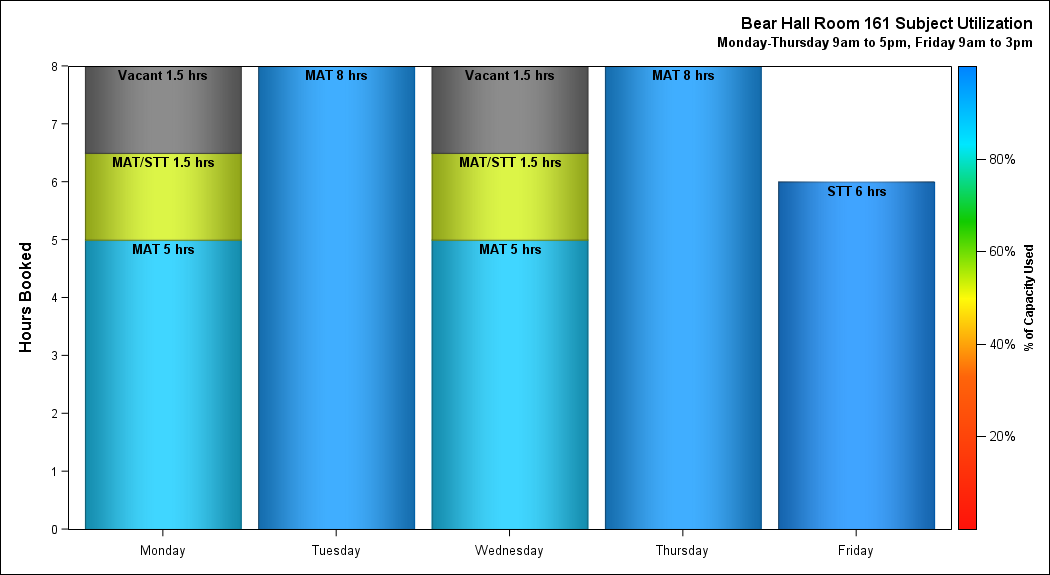 Bear Hall Room 161 Subject Utilization
Monday-Thursday 9am to 5pm, Friday 9am to 3pm
Hours Booked
8
7
6
5
4
3
2
1
0
Vacant 1.5 hrs
MAT/STT 1.5 hrs
MAT 5 hrs
MAT 8 hrs
Vacant 1.5 hrs
MAT/STT 1.5 hrs
MAT 5 hrs
MAT 8 hrs
STT 6 hrs
Monday
Tuesday
Wednesday
Thursday
Friday
80%
60%
40%
20%
% of Capacity Used